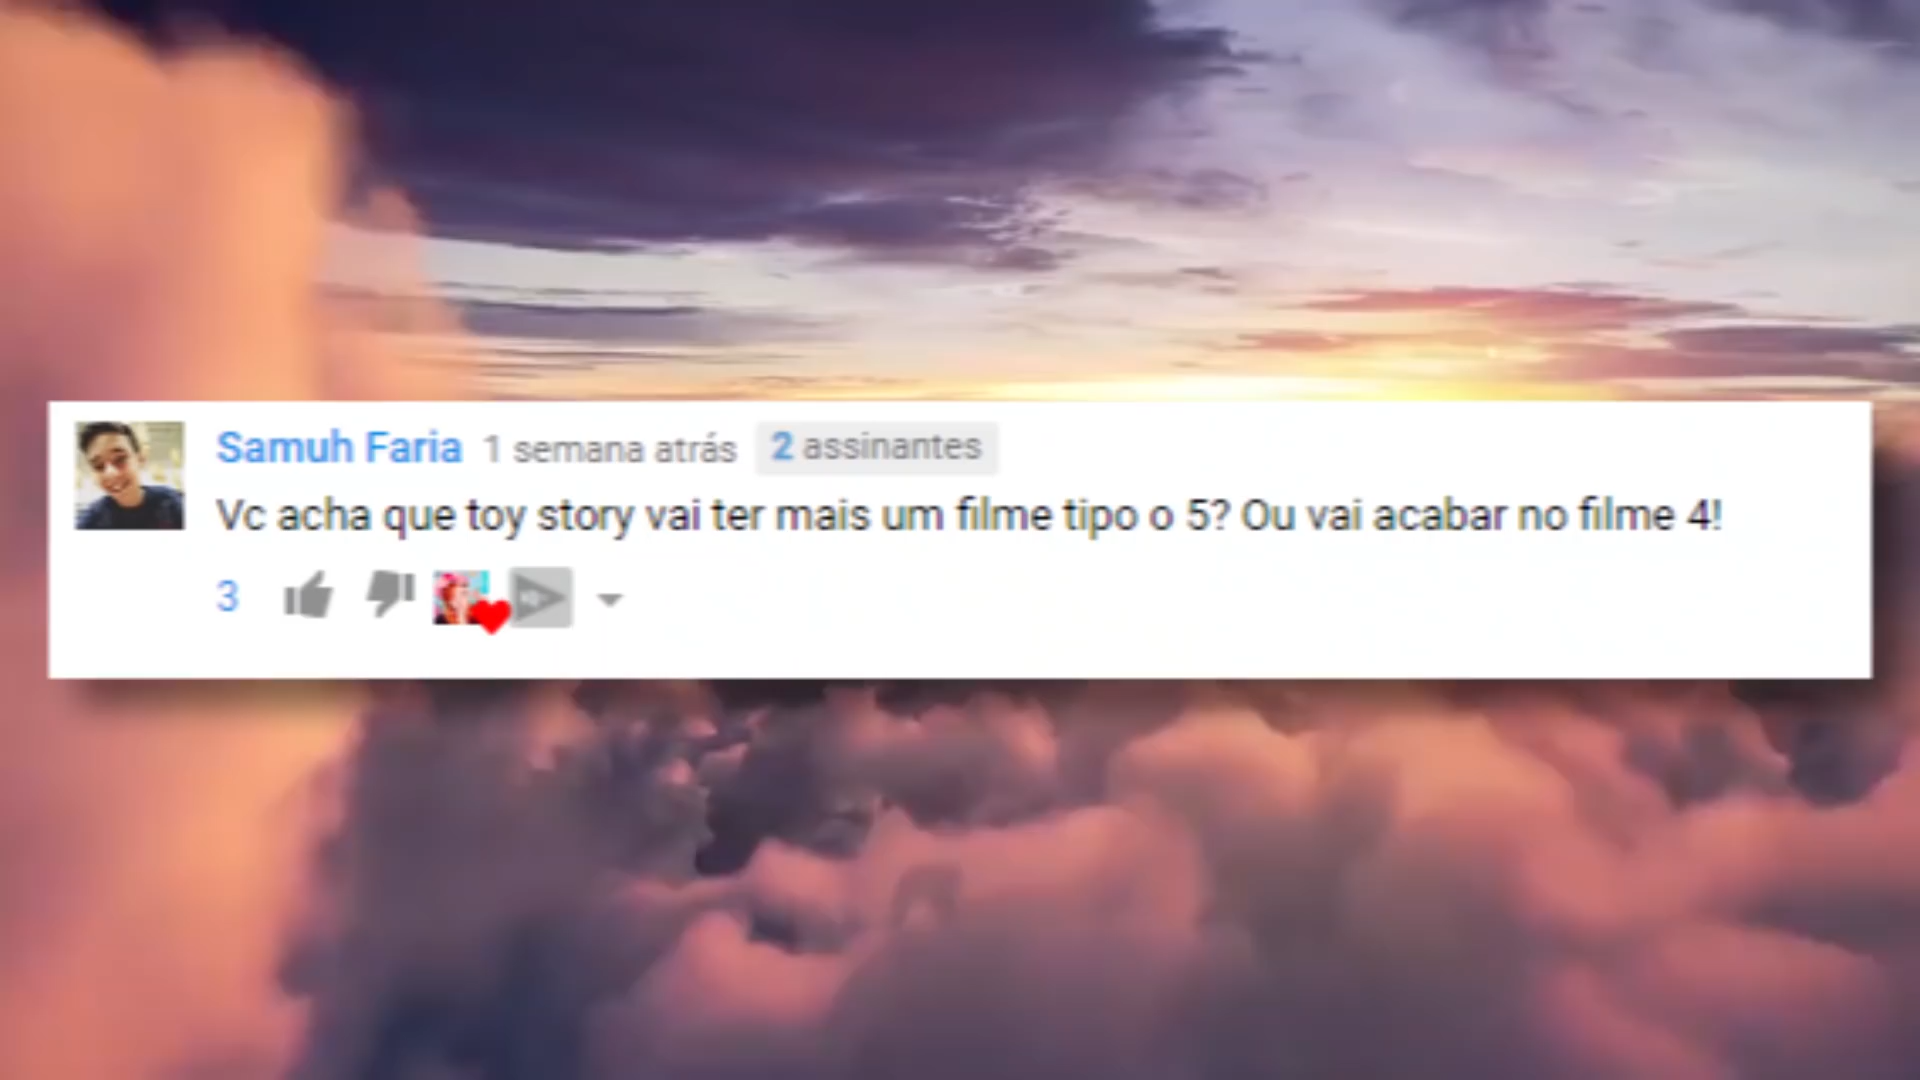 Samuh Faria 1 semana atrás 2 assinantes
Vc acha que toy story vai ter mais um filme tipo o 5? Ou vai acabar no filme 4!
3